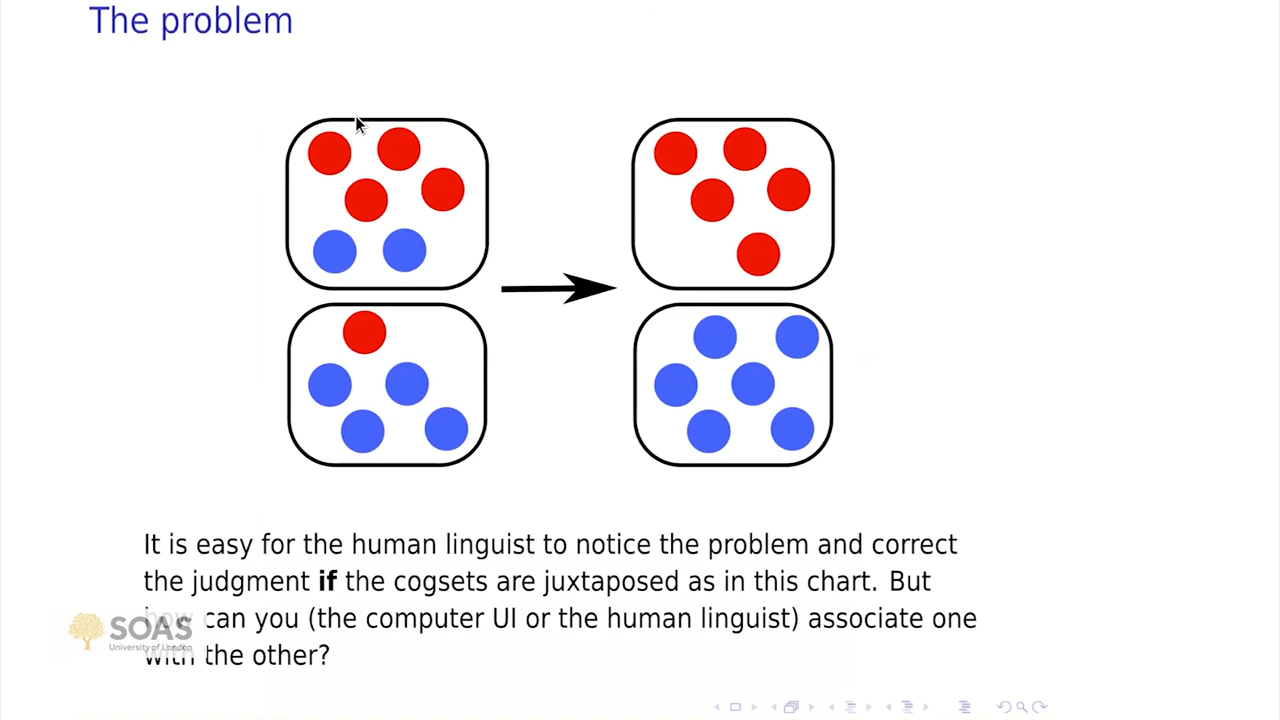 The problem
It is easy for the human linguist to notice the problem and correct
the judgment if the cogsets are juxtaposed as in this chart. But
how can you (the computer UI or the human linguist) associate one
with the other?
SOAS
University of London